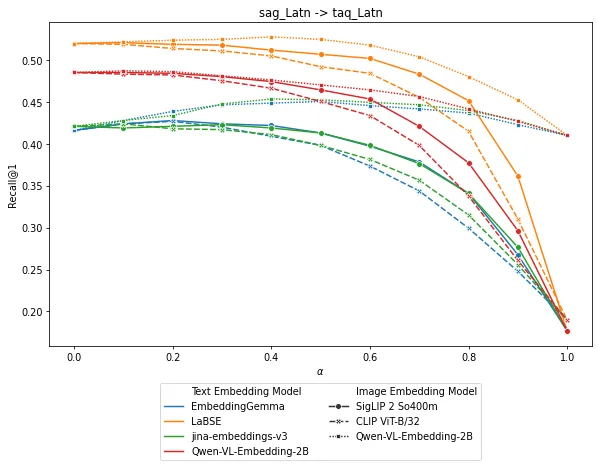 sag_Latn -> taq_Latn
Recall@1
0.50
0.45
0.40
0.35
0.30
0.25
0.20
0.0 0.2 0.4 0.6 0.8 1.0
α
Text Embedding Model
EmbeddingGemma
LaBSE
jina-embeddings-v3
Qwen-VL-Embedding-2B
Image Embedding Model
SigLIP 2 So400m
CLIP ViT-B/32
Qwen-VL-Embedding-2B